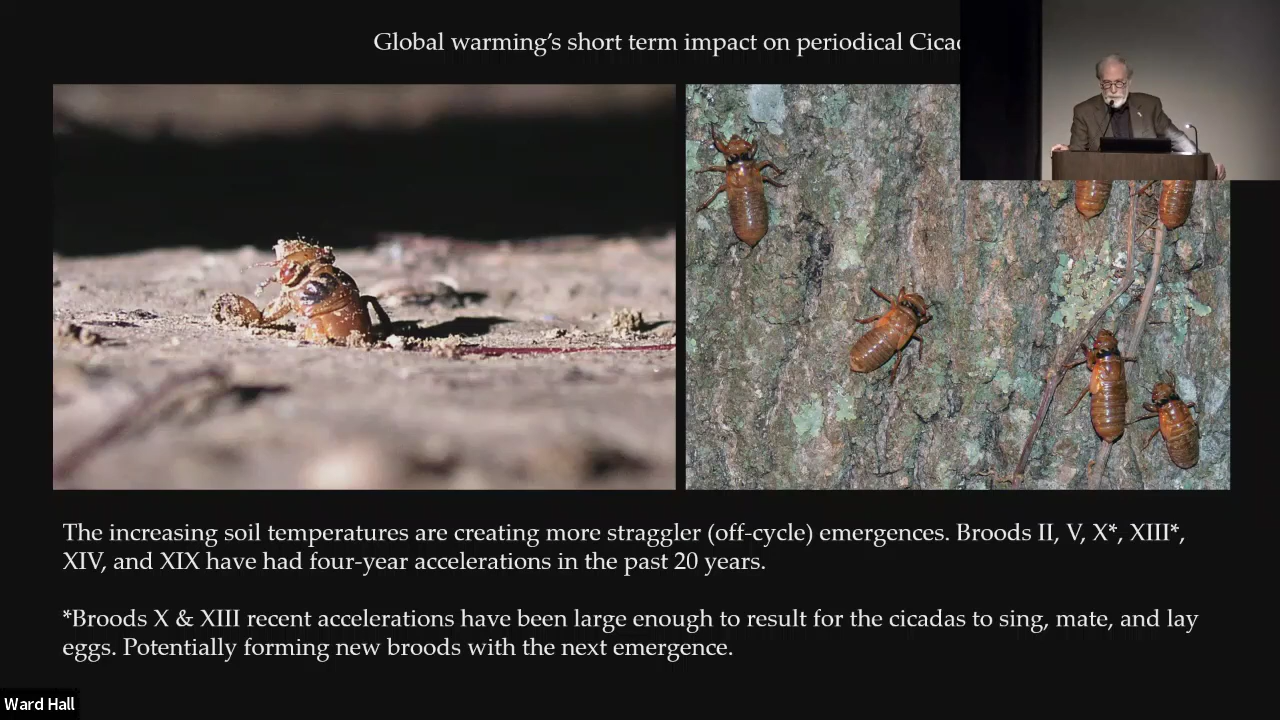 Global warming's short term impact on periodical
The increasing soil temperatures are creating more straggler (off-cycle) emergences. Broods II, V, X*, XIII*,
XIV, and XIX have had four-year accelerations in the past 20 years.
*Broods X & XIII recent accelerations have been large enough to result for the cicadas to sing, mate, and lay
eggs. Potentially forming new broods with the next emergence.
Ward Hall